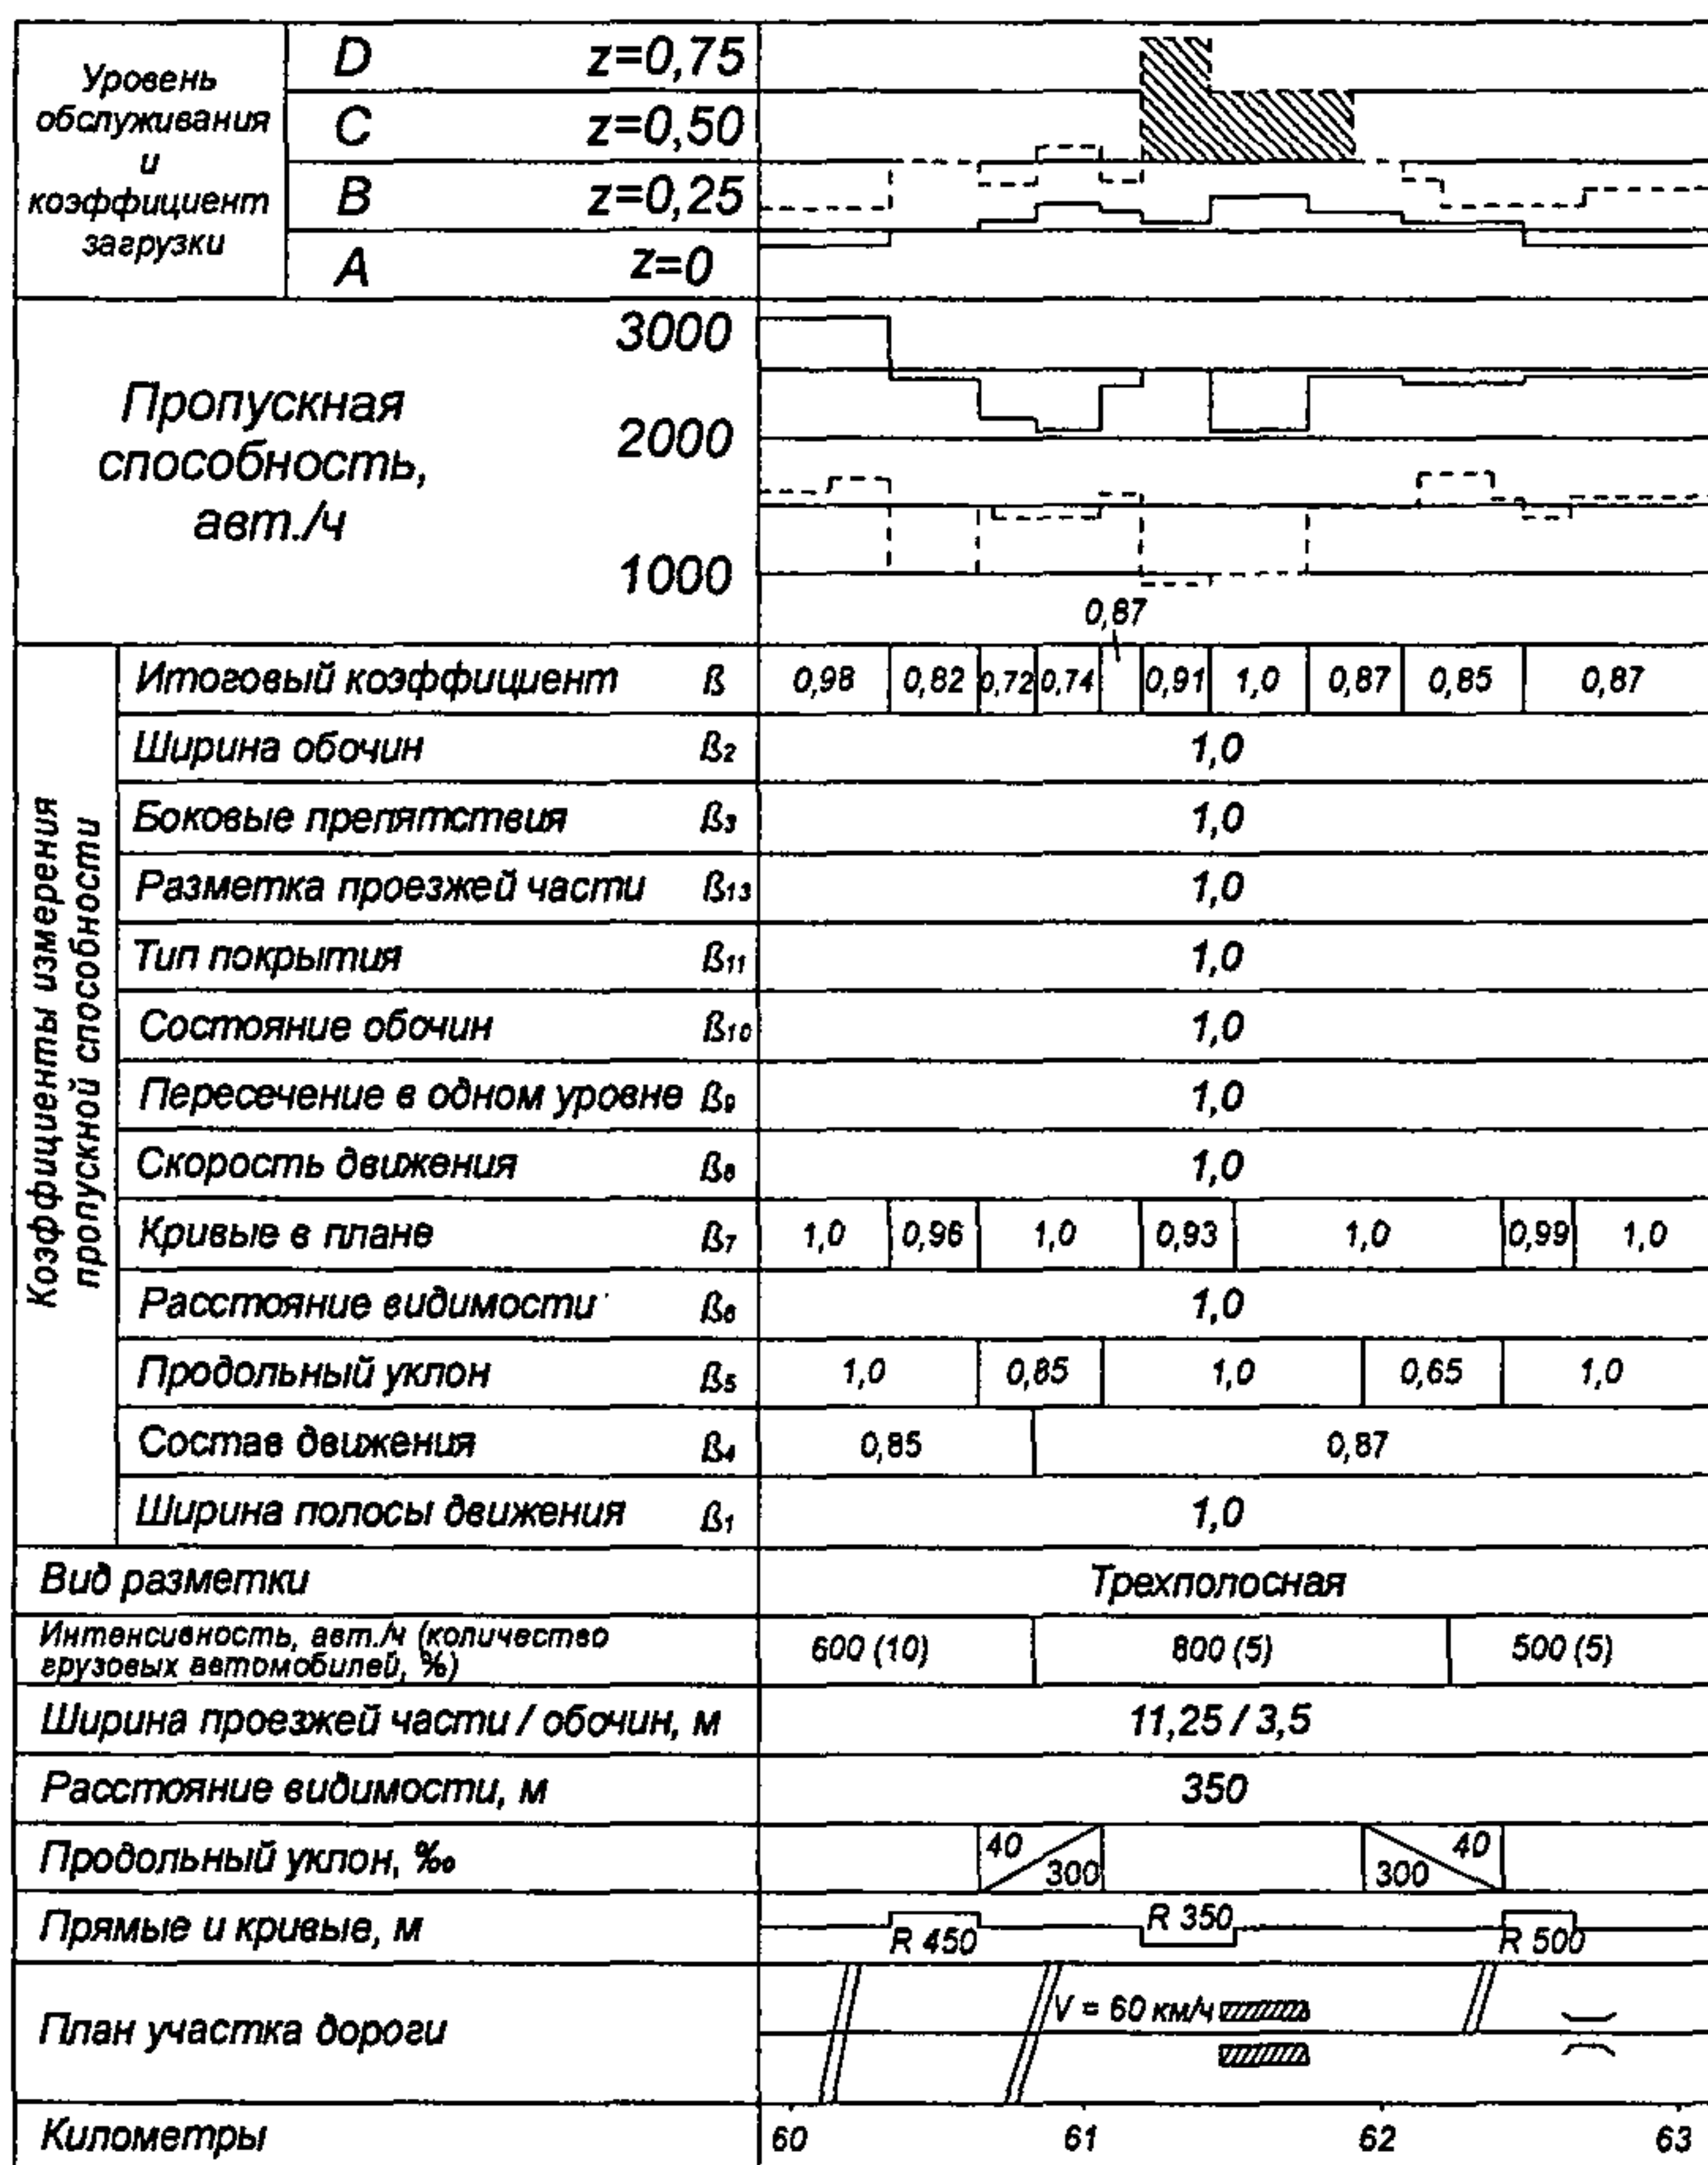 Уровень обслуживания и коэффициент загрузки
D z=0,75
C z=0,50
B z=0,25
A z=0
Пропускная способность, авт./ч
3000
2000
1000
0,87
Коэффициенты измерения пропускной способности
Итоговый коэффициент ß 0,98 0,82 0,72 0,74 0,91 1,0 0,87 0,85 0,87
Ширина обочин ß2 1,0
Боковые препятствия ß3 1,0
Разметка проезжей части ß13 1,0
Тип покрытия ß11 1,0
Состояние обочин ß10 1,0
Пересечение в одном уровне ß9 1,0
Скорость движения ß8 1,0
Кривые в плане ß7 1,0 0,96 1,0 0,93 1,0 0,99 1,0
Расстояние видимости ß6 1,0
Продольный уклон ß5 1,0 0,85 1,0 0,65 1,0
Состав движения ß4 0,85 0,87
Ширина полосы движения ß1 1,0
Вид разметки Трехполосная
Интенсивность, авт./ч (количество
грузовых автомобилей, %) 600 (10) 800 (5) 500 (5)
Ширина проезжей части / обочин, м 11,25 / 3,5
Расстояние видимости, м 350
Продольный уклон, ‰ 40 300 300 40
Прямые и кривые, м R 450 R 350 R 500
План участка дороги V = 60 км/ч
Километры 60 61 62 63